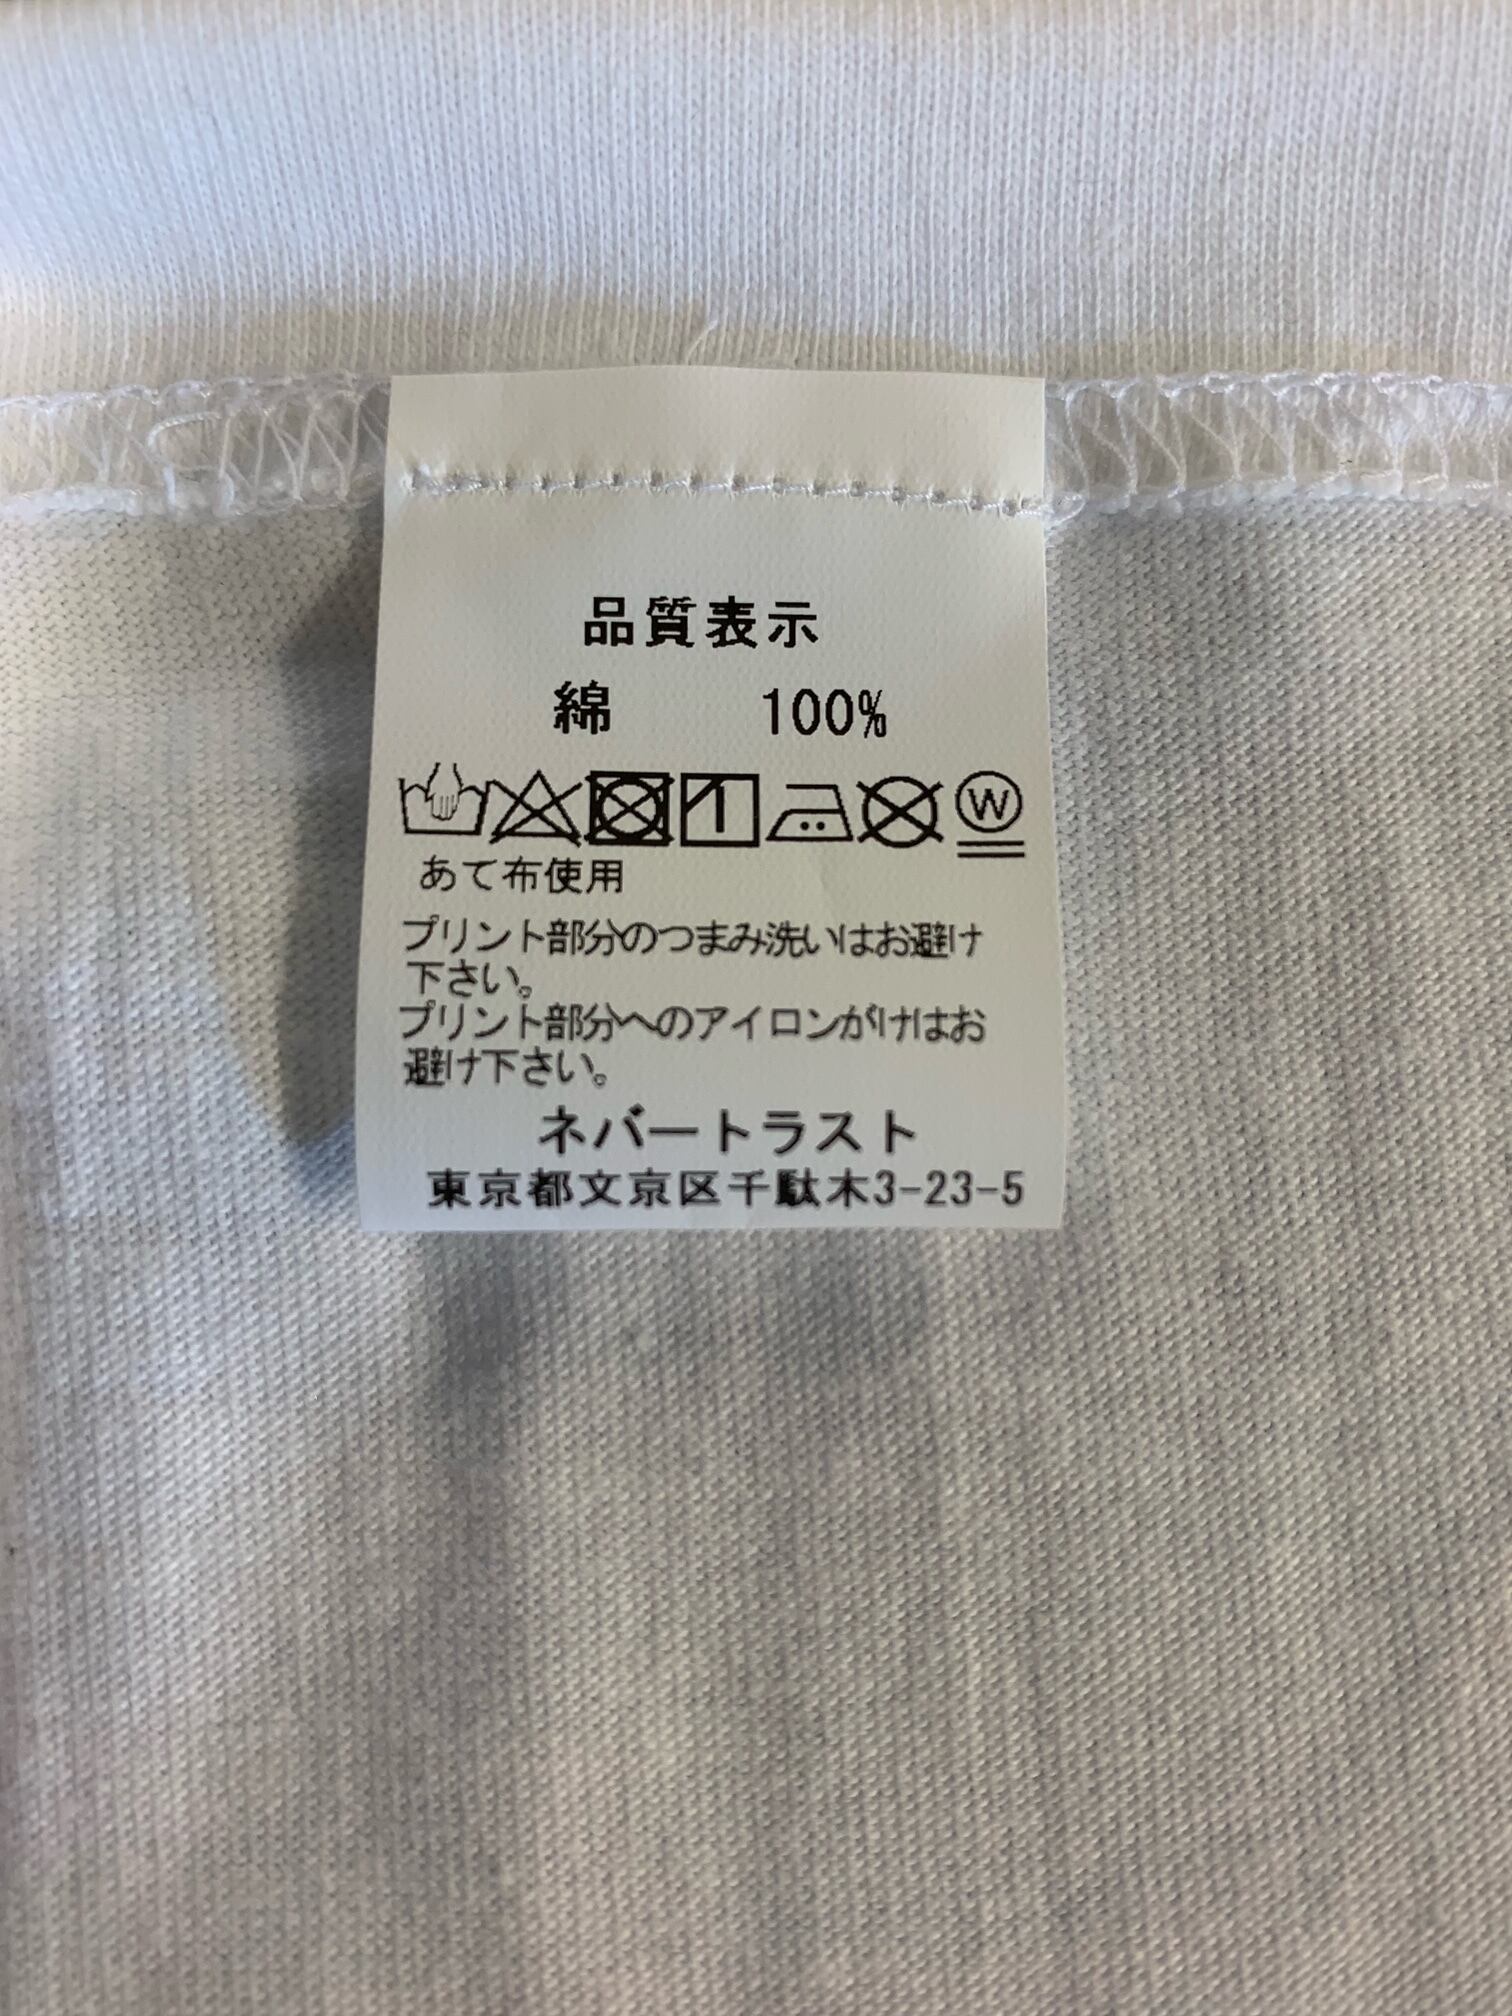 品質表示
綿 100%
W
あて布使用
プリント部分のつまみ洗いはお避け
下さい。
プリント部分へのアイロンがけはお
避け下さい。
ネバートラスト
東京都文京区千駄木3-23-5